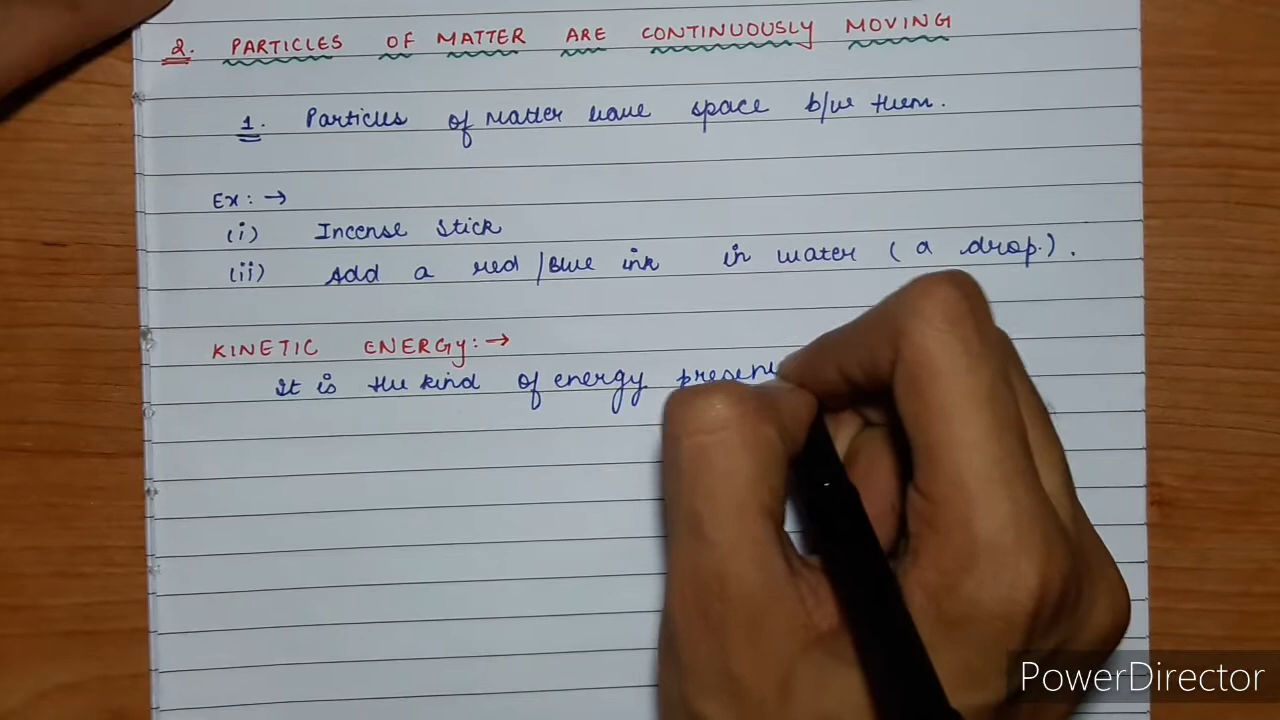 2. PARTICLES OF MATTER ARE CONTINUOUSLY MOVING
1. Particles of Matter have space b/w them.
Ex: →
(i) Incense stick
(ii) Add a red/Blue ink in water (a drop.).
KINETIC ENERGY:→
It is the kind of energy present
PowerDirector